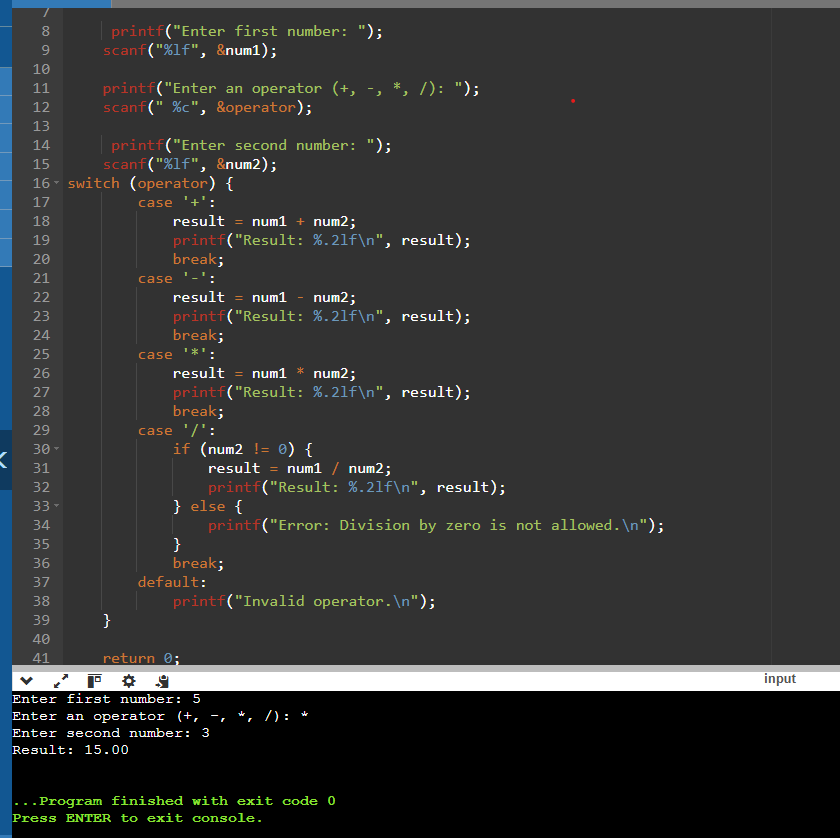 7
8 printf("Enter first number: ");
9 scanf("%lf", &num1);
10
11 printf("Enter an operator (+, -, *, /): ");
12 scanf(" %c", &operator);
13
14 printf("Enter second number: ");
15 scanf("%lf", &num2);
16 switch (operator) {
17 case '+':
18 result = num1 + num2;
19 printf("Result: %.2lf\n", result);
20 break;
21 case '-':
22 result = num1 - num2;
23 printf("Result: %.2lf\n", result);
24 break;
25 case '*':
26 result = num1 * num2;
27 printf("Result: %.2lf\n", result);
28 break;
29 case '/':
30 if (num2 != 0) {
31 result = num1 / num2;
32 printf("Result: %.2lf\n", result);
33 } else {
34 printf("Error: Division by zero is not allowed.\n");
35 }
36 break;
37 default:
38 printf("Invalid operator.\n");
39 }
40
41 return 0;
input
Enter first number: 5
Enter an operator (+, -, *, /): *
Enter second number: 3
Result: 15.00
...Program finished with exit code 0
Press ENTER to exit console.